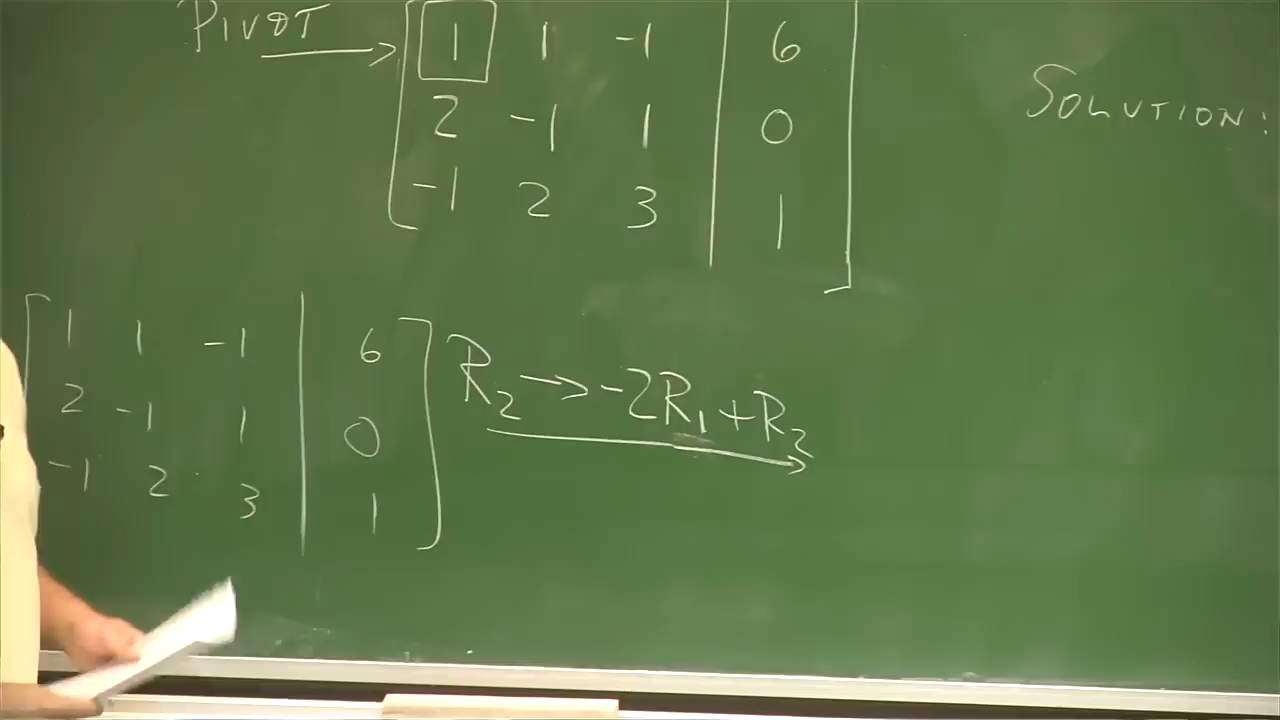 PIVOT → [ 1 1 -1 | 6 ]
2 -1 1 | 0
-1 2 3 | 1
SOLUTION:
1 1 -1 | 6
2 -1 1 | 0
-1 2 3 | 1
R₂ → -2R₁ + R₂